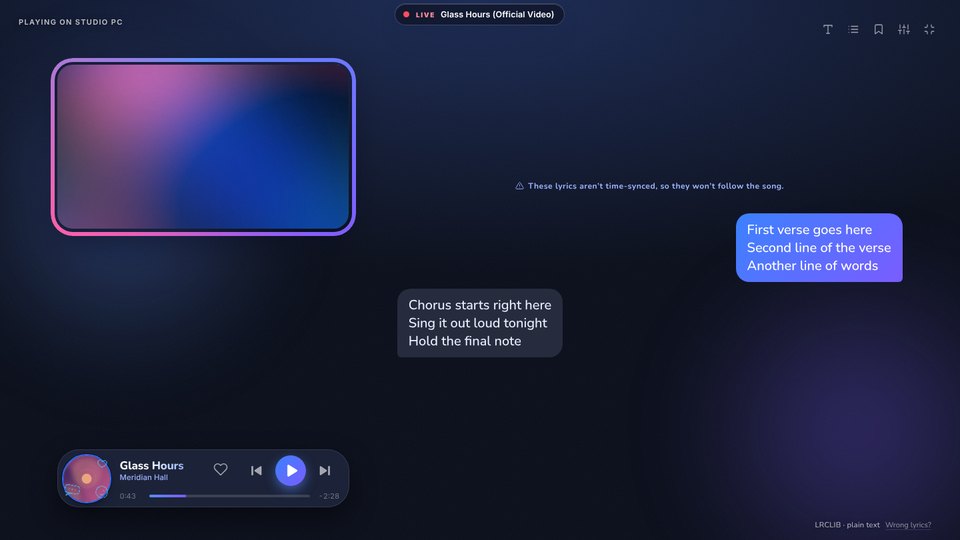 PLAYING ON STUDIO PC
LIVE Glass Hours (Official Video)
These lyrics aren't time-synced, so they won't follow the song.
First verse goes here
Second line of the verse
Another line of words
Chorus starts right here
Sing it out loud tonight
Hold the final note
Glass Hours
Meridian Hall
0:43
-2:28
LRCLIB · plain text Wrong lyrics?